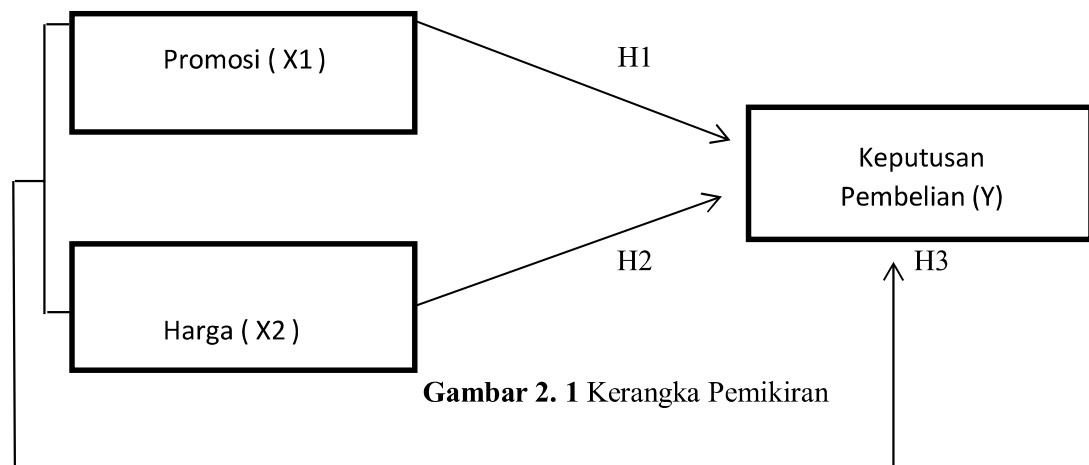 Promosi ( X1 )
H1
Keputusan
Pembelian (Y)
H2
H3
Harga ( X2 )
Gambar 2. 1 Kerangka Pemikiran